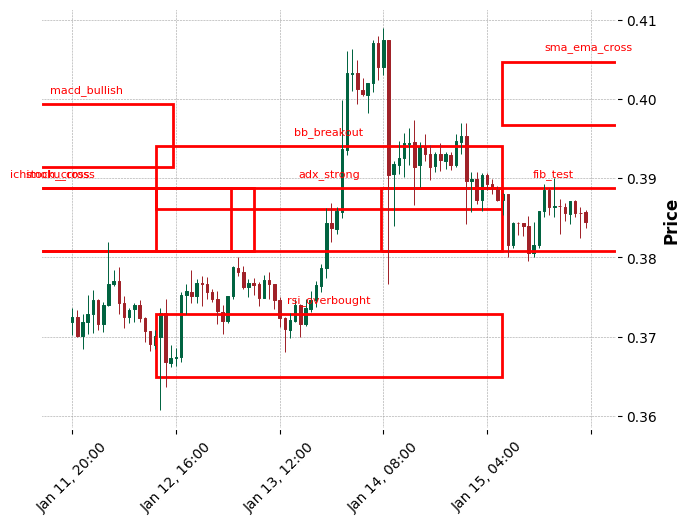 0.41
sma_ema_cross
macd_bullish
0.40
bb_breakout
adx_strong
fib_test
0.39
0.38
rsi_overbought
0.37
0.36
Price
Jan 11, 20:00
Jan 12, 16:00
Jan 13, 12:00
Jan 14, 08:00
Jan 15, 04:00